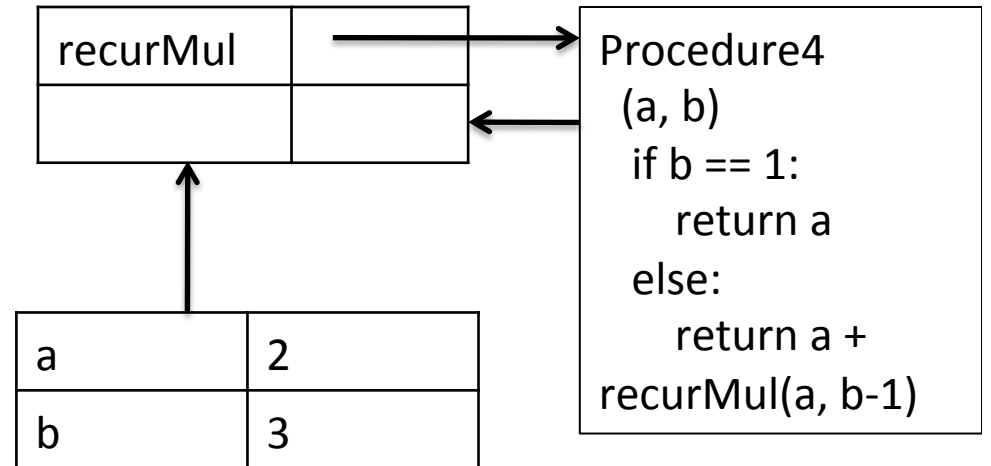 recurMul
Procedure4
(a, b)
if b == 1:
return a
else:
return a +
recurMul(a, b-1)
a 2
b 3